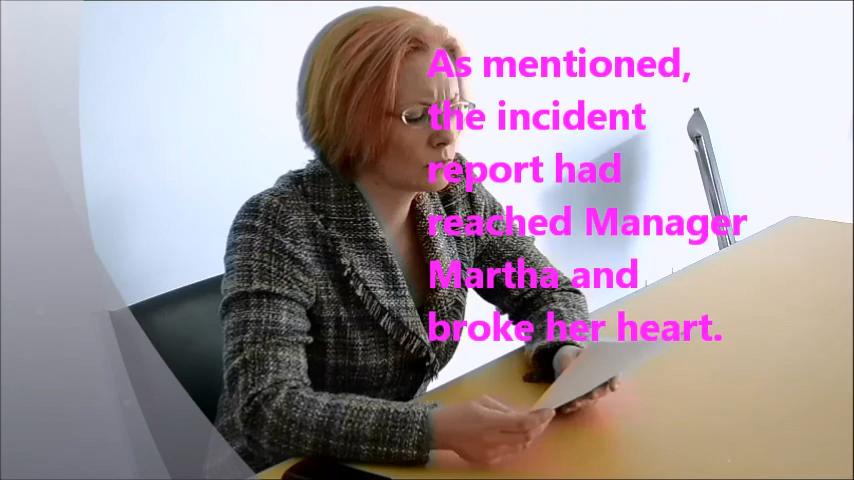 As mentioned,
the incident
report had
reached Manager
Martha and
broke her heart.